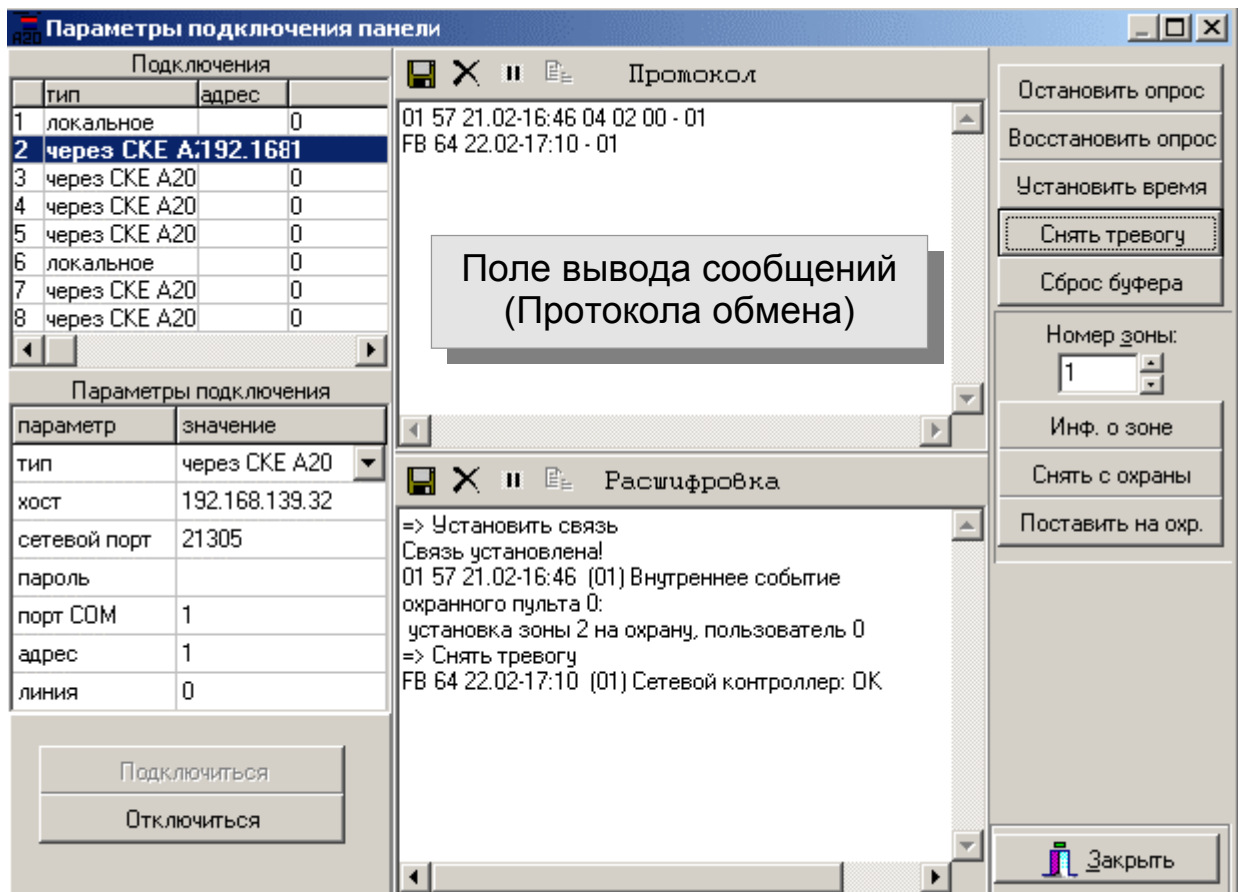 A20 Параметры подключения панели
Подключения
тип адрес
1 локальное 0
2 через СКЕ А2 192.168 1
3 через СКЕ А20 0
4 через СКЕ А20 0
5 через СКЕ А20 0
6 локальное 0
7 через СКЕ А20 0
8 через СКЕ А20 0
Параметры подключения
параметр значение
тип через СКЕ А20
хост 192.168.139.32
сетевой порт 21305
пароль
порт COM 1
адрес 1
линия 0
Подключиться
Отключиться
Протокол
01 57 21.02-16:46 04 02 00 - 01
FB 64 22.02-17:10 - 01
Поле вывода сообщений
(Протокола обмена)
Расшифровка
=> Установить связь
Связь установлена!
01 57 21.02-16:46 (01) Внутреннее событие
охранного пульта 0:
установка зоны 2 на охрану, пользователь 0
=> Снять тревогу
FB 64 22.02-17:10 (01) Сетевой контроллер: ОК
Остановить опрос
Восстановить опрос
Установить время
Снять тревогу
Сброс буфера
Номер зоны:
1
Инф. о зоне
Снять с охраны
Поставить на охр.
Закрыть